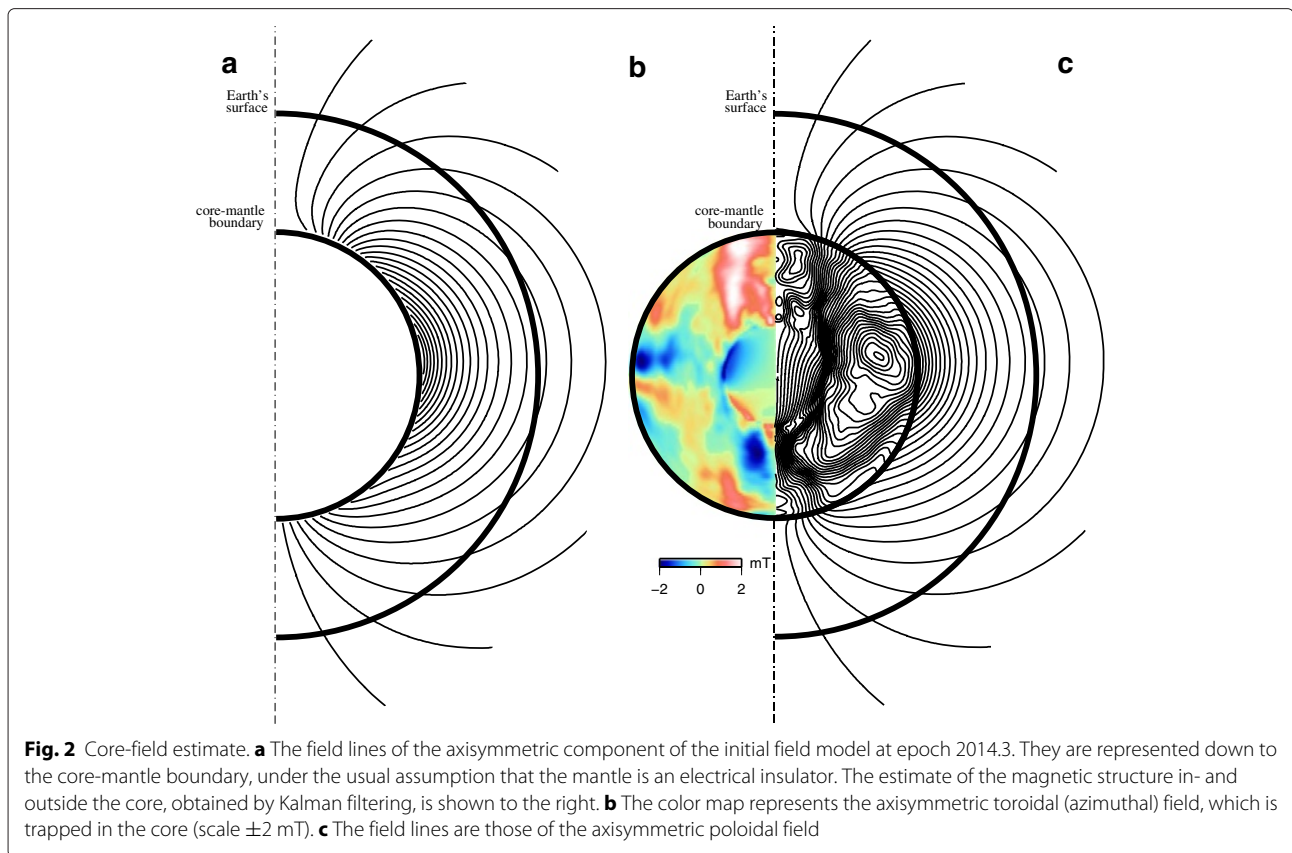 a
b
c
Earth's
surface
Earth's
surface
core-mantle
boundary
core-mantle
boundary
mT
−2 0 2
Fig. 2 Core-field estimate. a The field lines of the axisymmetric component of the initial field model at epoch 2014.3. They are represented down to
the core-mantle boundary, under the usual assumption that the mantle is an electrical insulator. The estimate of the magnetic structure in- and
outside the core, obtained by Kalman filtering, is shown to the right. b The color map represents the axisymmetric toroidal (azimuthal) field, which is
trapped in the core (scale ±2 mT). c The field lines are those of the axisymmetric poloidal field